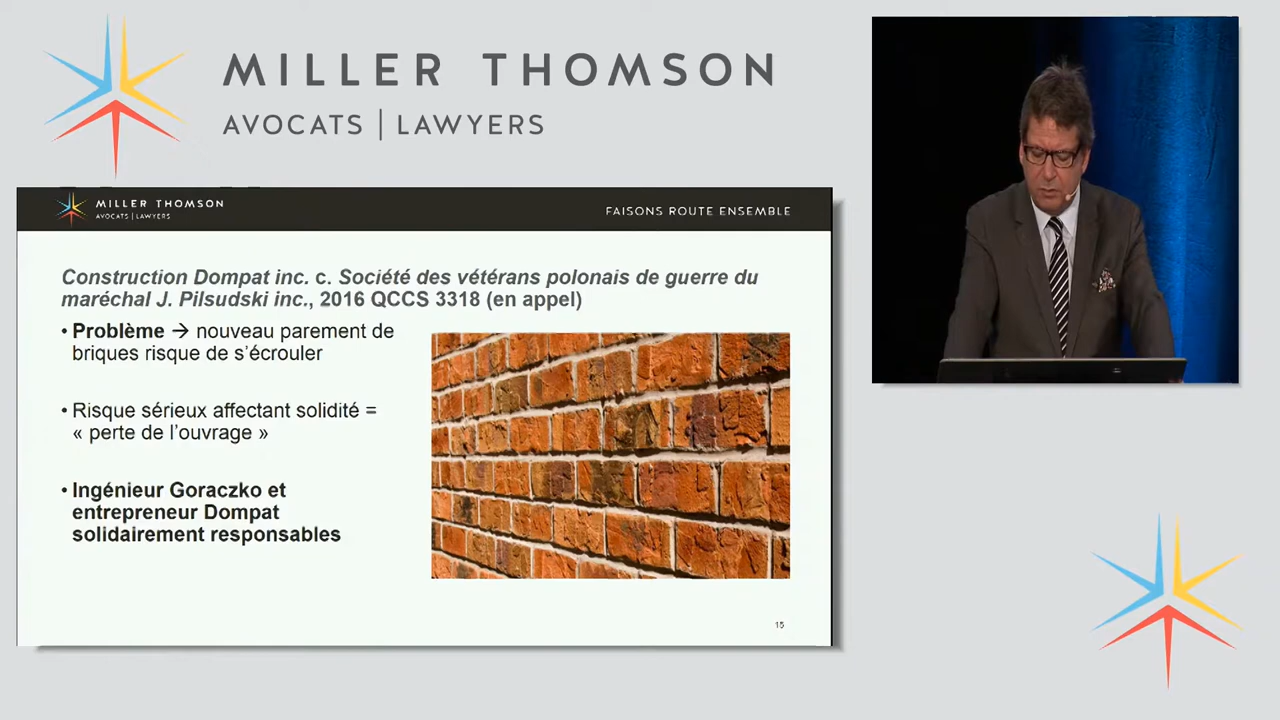 MILLER THOMSON
AVOCATS | LAWYERS
MILLER THOMSON
AVOCATS | LAWYERS
FAISONS ROUTE ENSEMBLE
Construction Dompat inc. c. Société des vétérans polonais de guerre du
maréchal J. Pilsudski inc., 2016 QCCS 3318 (en appel)
• Problème → nouveau parement de
briques risque de s’écrouler
• Risque sérieux affectant solidité =
« perte de l’ouvrage »
• Ingénieur Goraczko et
entrepreneur Dompat
solidairement responsables
15